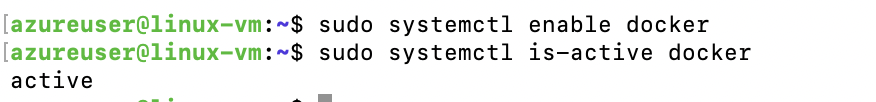 [azureuser@linux-vm:~$ sudo systemctl enable docker
[azureuser@linux-vm:~$ sudo systemctl is-active docker
active